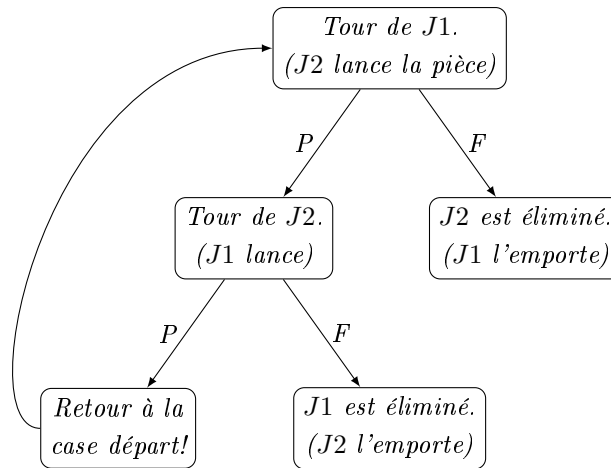 Tour de J1.
(J2 lance la pièce)
P
F
Tour de J2.
(J1 lance)
J2 est éliminé.
(J1 l'emporte)
P
F
Retour à la
case départ!
J1 est éliminé.
(J2 l'emporte)